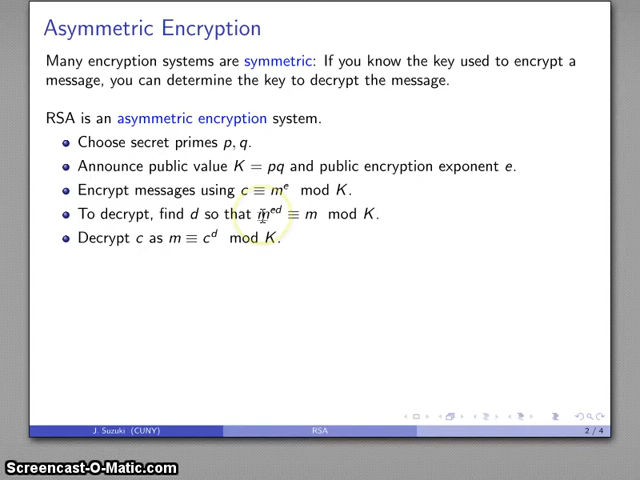 Asymmetric Encryption
Many encryption systems are symmetric: If you know the key used to encrypt a
message, you can determine the key to decrypt the message.
RSA is an asymmetric encryption system.
Choose secret primes p, q.
Announce public value K = pq and public encryption exponent e.
Encrypt messages using c ≡ mᵉ mod K.
To decrypt, find d so that mᵉᵈ ≡ m mod K.
Decrypt c as m ≡ cᵈ mod K.
J. Suzuki (CUNY) RSA 2 / 4
Screencast-O-Matic.com